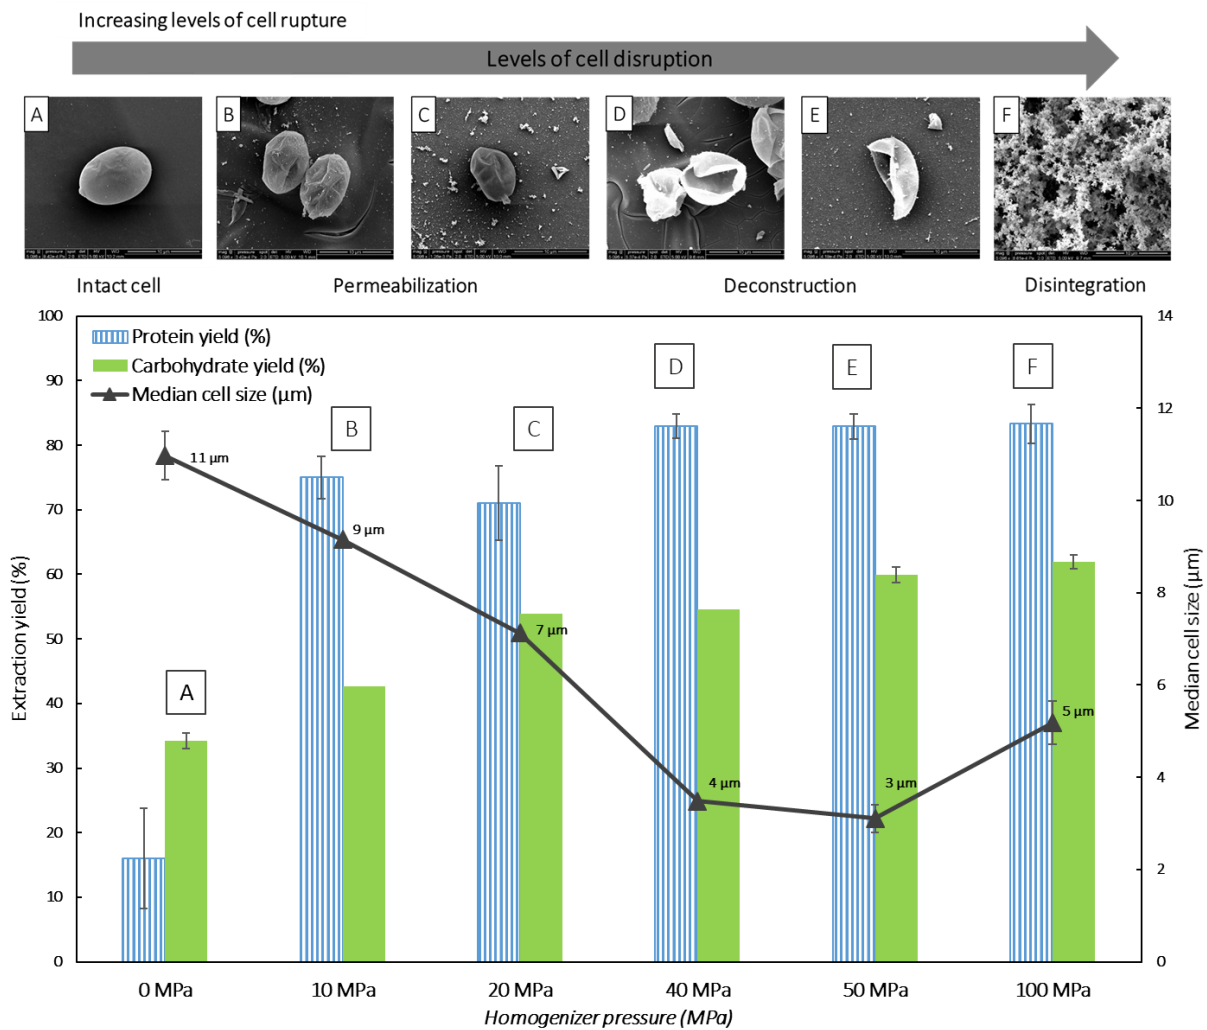 Increasing levels of cell rupture
Levels of cell disruption
A
B
C
D
E
F
Intact cell
Permeabilization
Deconstruction
Disintegration
100
90
80
70
60
50
40
30
20
10
0
Extraction yield (%)
Protein yield (%)
Carbohydrate yield (%)
Median cell size (µm)
A
B
C
D
E
F
11 µm
9 µm
7 µm
4 µm
3 µm
5 µm
14
12
10
8
6
4
2
0
Median cell size (µm)
0 MPa
10 MPa
20 MPa
40 MPa
50 MPa
100 MPa
Homogenizer pressure (MPa)